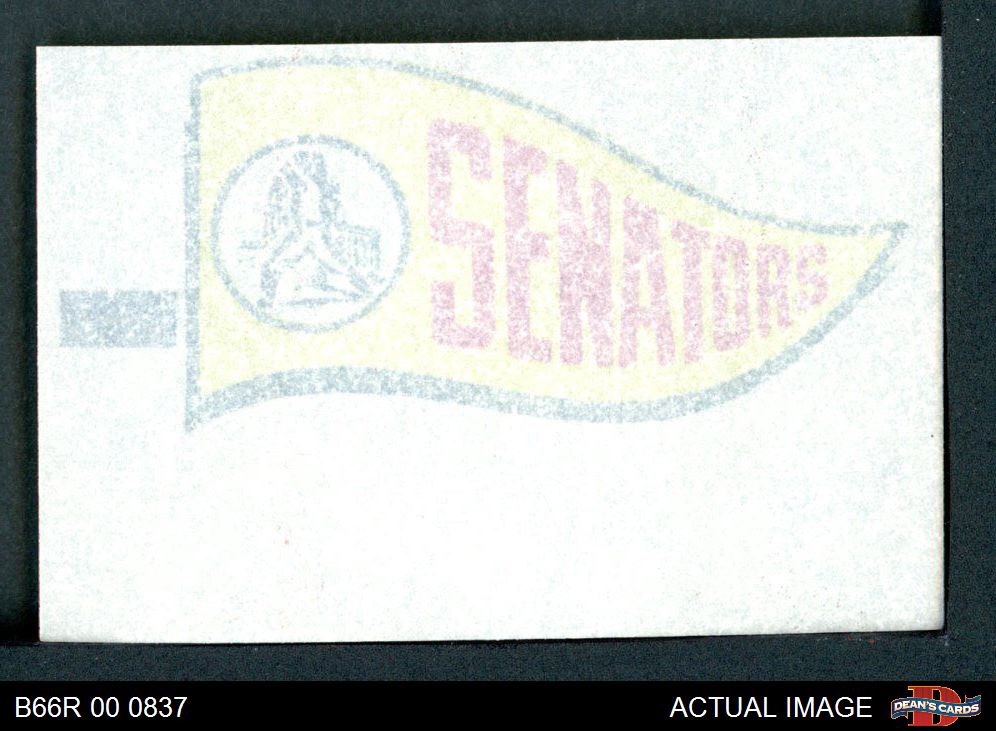 SENATORS
B66R 00 0837
ACTUAL IMAGE
DEAN'S CARDS